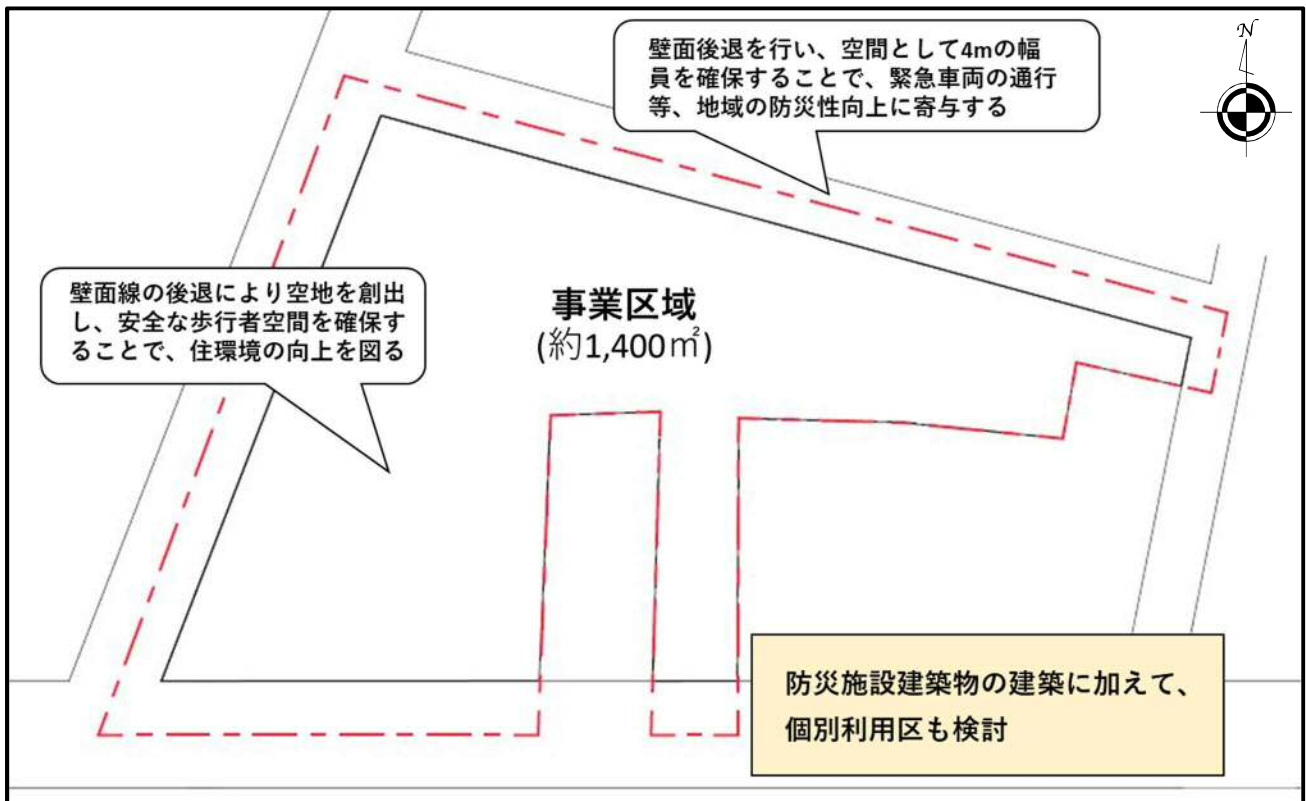 N
壁面後退を行い、空間として4mの幅
員を確保することで、緊急車両の通行
等、地域の防災性向上に寄与する
壁面線の後退により空地を創出
し、安全な歩行者空間を確保す
ることで、住環境の向上を図る
事業区域
(約1,400㎡)
防災施設建築物の建築に加えて、
個別利用区も検討